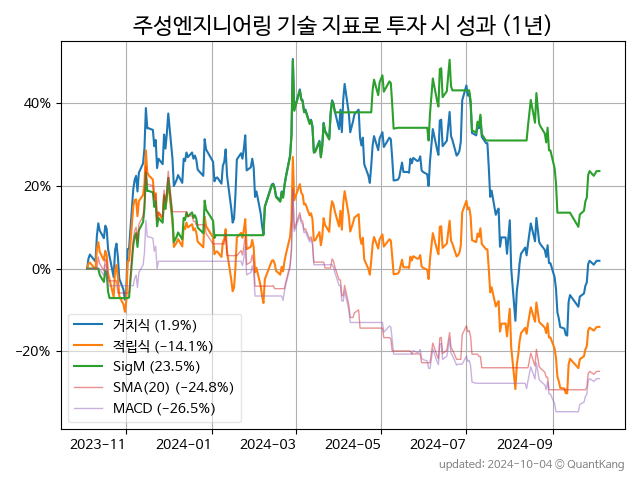 주성엔지니어링 기술 지표로 투자 시 성과 (1년)
40%
20%
0%
−20%
거치식 (1.9%)
적립식 (−14.1%)
SigM (23.5%)
SMA(20) (−24.8%)
MACD (−26.5%)
2023-11 2024-01 2024-03 2024-05 2024-07 2024-09
updated: 2024-10-04 © QuantKang